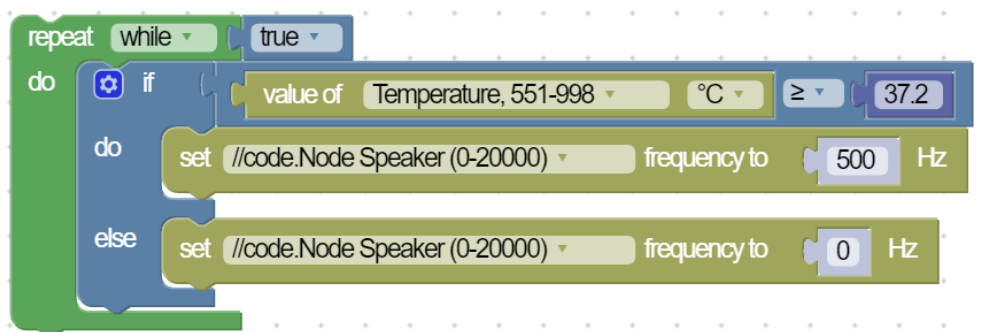 repeat while ▾ true ▾
do if value of Temperature, 551-998 ▾ °C ▾ ≥ ▾ 37.2
do set //code.Node Speaker (0-20000) ▾ frequency to 500 Hz
else set //code.Node Speaker (0-20000) ▾ frequency to 0 Hz